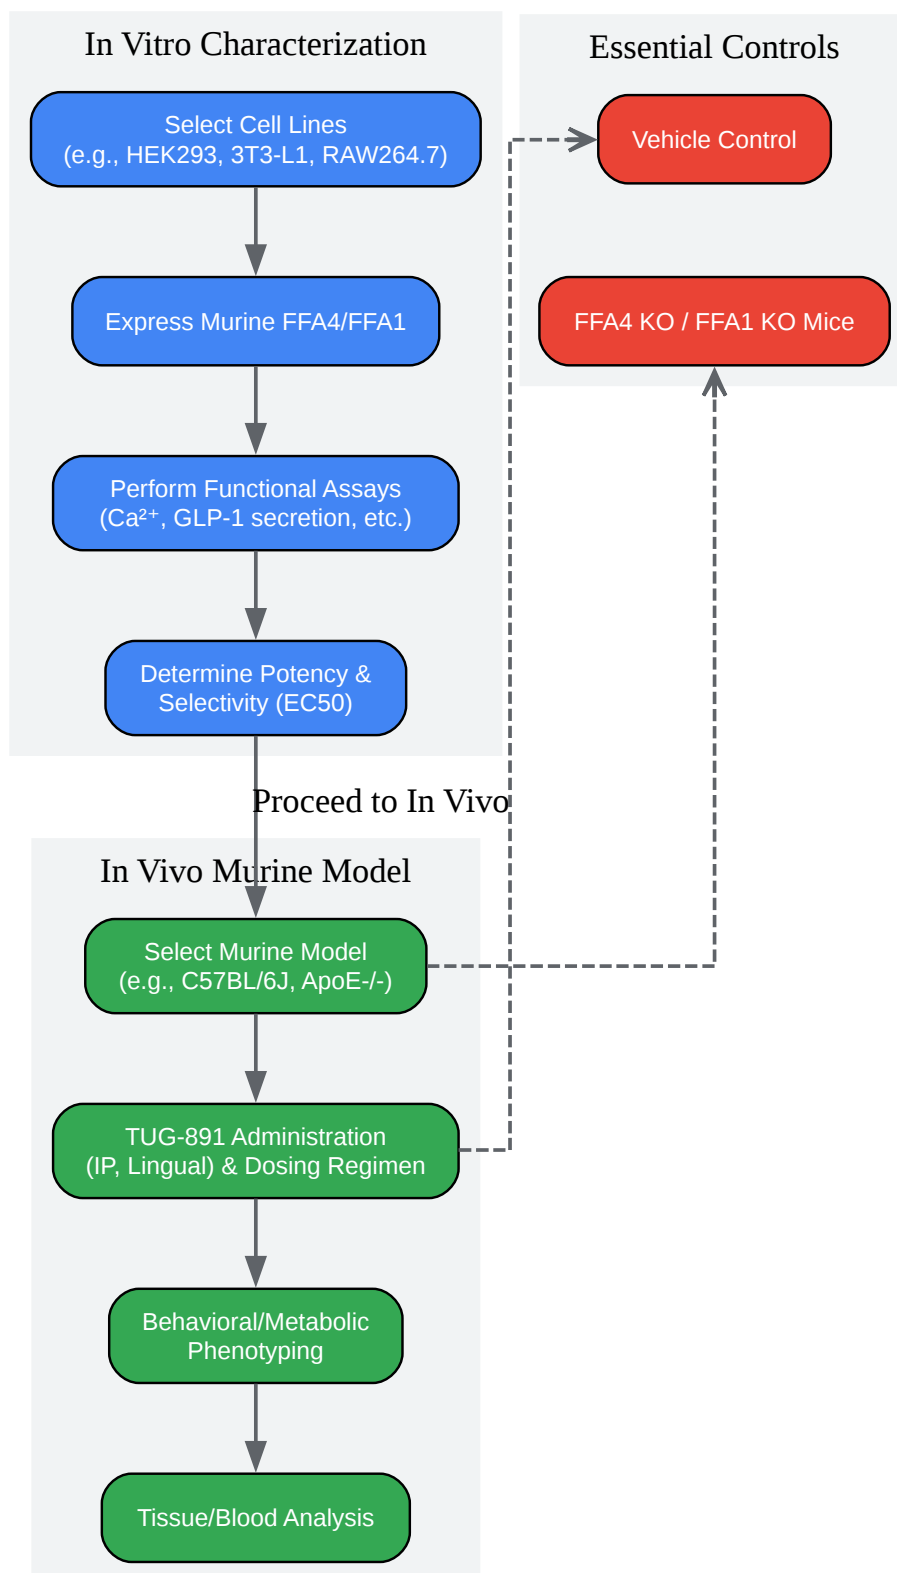 In Vitro Characterization
Select Cell Lines
(e.g., HEK293, 3T3-L1, RAW264.7)
Express Murine FFA4/FFA1
Perform Functional Assays
(Ca²⁺, GLP-1 secretion, etc.)
Determine Potency &
Selectivity (EC50)
Essential Controls
Vehicle Control
FFA4 KO / FFA1 KO Mice
Proceed to In Vivo
In Vivo Murine Model
Select Murine Model
(e.g., C57BL/6J, ApoE-/-)
TUG-891 Administration
(IP, Lingual) & Dosing Regimen
Behavioral/Metabolic
Phenotyping
Tissue/Blood Analysis